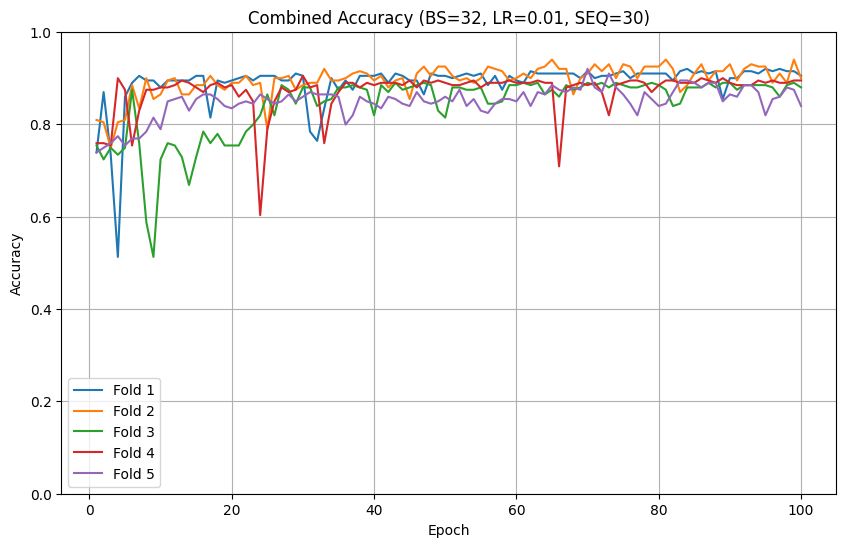 Combined Accuracy (BS=32, LR=0.01, SEQ=30)
1.0
0.8
0.6
0.4
0.2
0.0
Accuracy
Fold 1
Fold 2
Fold 3
Fold 4
Fold 5
0 20 40 60 80 100
Epoch